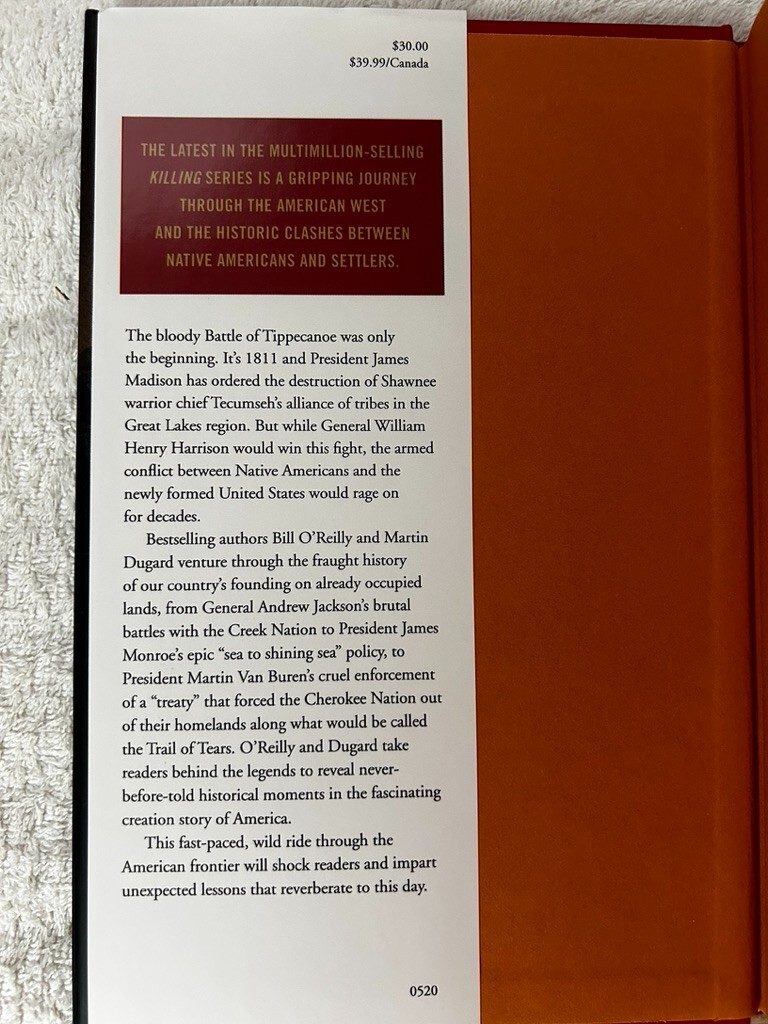 $30.00
$39.99/Canada
THE LATEST IN THE MULTIMILLION-SELLING
KILLING SERIES IS A GRIPPING JOURNEY
THROUGH THE AMERICAN WEST
AND THE HISTORIC CLASHES BETWEEN
NATIVE AMERICANS AND SETTLERS.
The bloody Battle of Tippecanoe was only
the beginning. It’s 1811 and President James
Madison has ordered the destruction of Shawnee
warrior chief Tecumseh’s alliance of tribes in the
Great Lakes region. But while General William
Henry Harrison would win this fight, the armed
conflict between Native Americans and the
newly formed United States would rage on
for decades.
Bestselling authors Bill O’Reilly and Martin
Dugard venture through the fraught history
of our country’s founding on already occupied
lands, from General Andrew Jackson’s brutal
battles with the Creek Nation to President James
Monroe’s epic “sea to shining sea” policy, to
President Martin Van Buren’s cruel enforcement
of a “treaty” that forced the Cherokee Nation out
of their homelands along what would be called
the Trail of Tears. O’Reilly and Dugard take
readers behind the legends to reveal never-
before-told historical moments in the fascinating
creation story of America.
This fast-paced, wild ride through the
American frontier will shock readers and impart
unexpected lessons that reverberate to this day.
0520